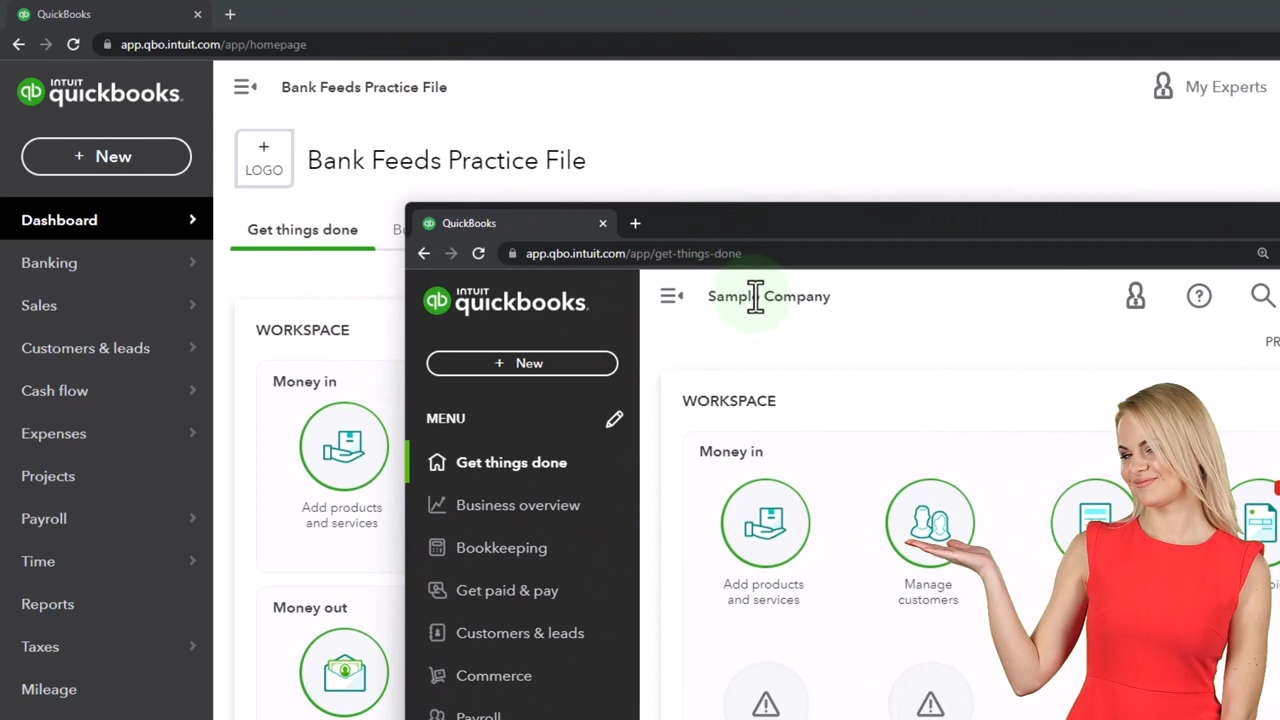 QuickBooks
app.qbo.intuit.com/app/homepage
INTUIT
quickbooks.
Bank Feeds Practice File
My Experts
+ New
+
LOGO
Bank Feeds Practice File
Dashboard
Get things done
Banking
Sales
Customers & leads
Cash flow
Expenses
Projects
Payroll
Time
Reports
Taxes
Mileage
WORKSPACE
Money in
Add products
and services
Money out
QuickBooks
app.qbo.intuit.com/app/get-things-done
INTUIT
quickbooks.
Sample Company
+ New
MENU
Get things done
Business overview
Bookkeeping
Get paid & pay
Customers & leads
Commerce
Payroll
WORKSPACE
Money in
Add products
and services
Manage
customers